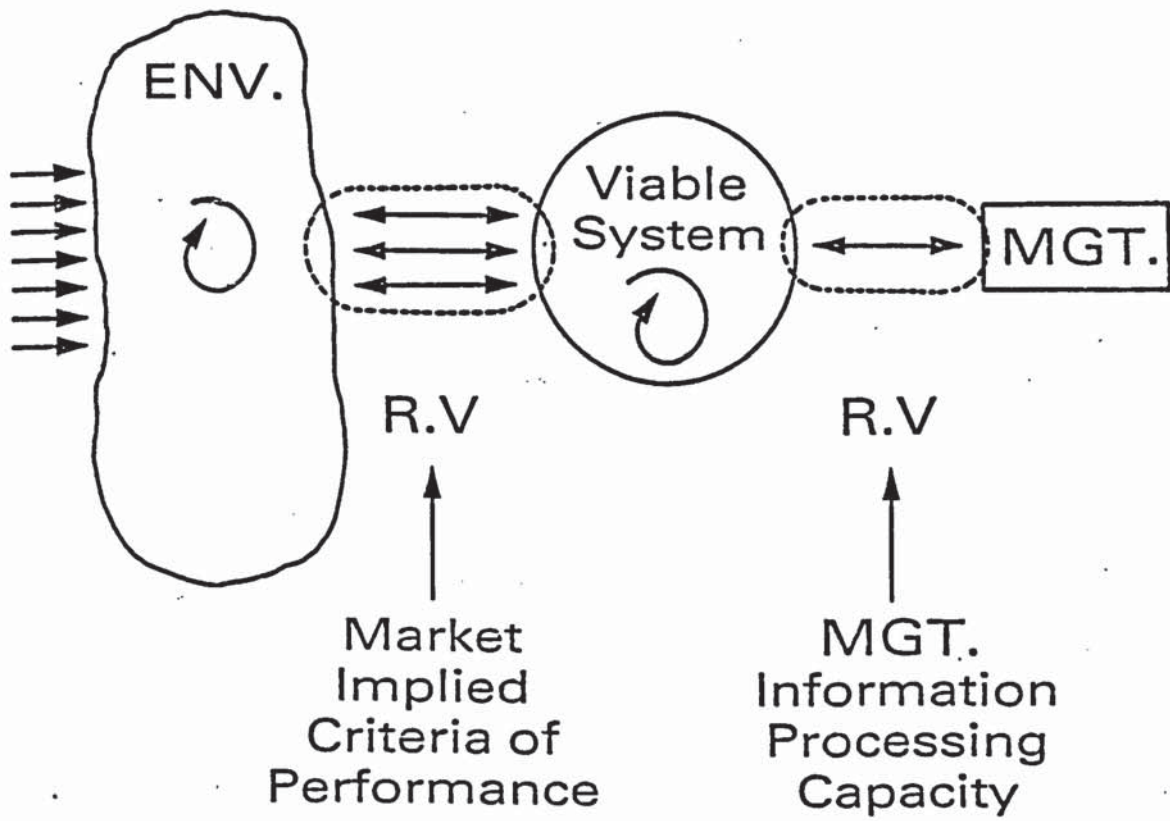 ENV.
Viable
System
MGT.
R.V
R.V
Market
Implied
Criteria of
Performance
MGT.
Information
Processing
Capacity